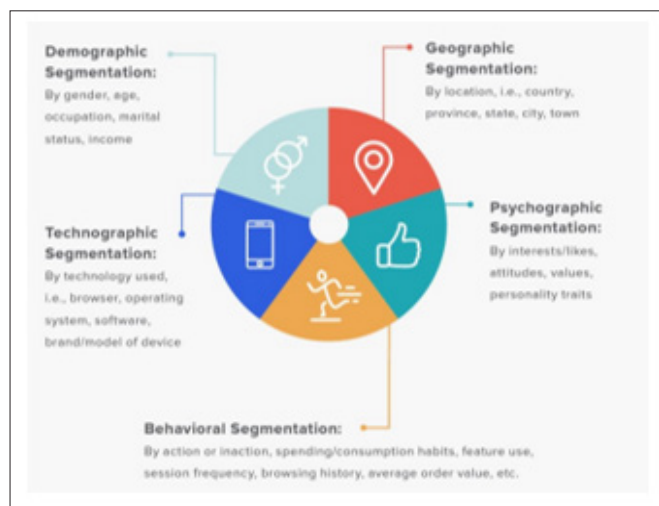 Demographic
Segmentation:
By gender, age,
occupation, marital
status, income
Geographic
Segmentation:
By location, i.e., country,
province, state, city, town
Technographic
Segmentation:
By technology used,
i.e., browser, operating
system, software,
brand/model of device
Psychographic
Segmentation:
By interests/likes,
attitudes, values,
personality traits
Behavioral Segmentation:
By action or inaction, spending/consumption habits, feature use,
session frequency, browsing history, average order value, etc.